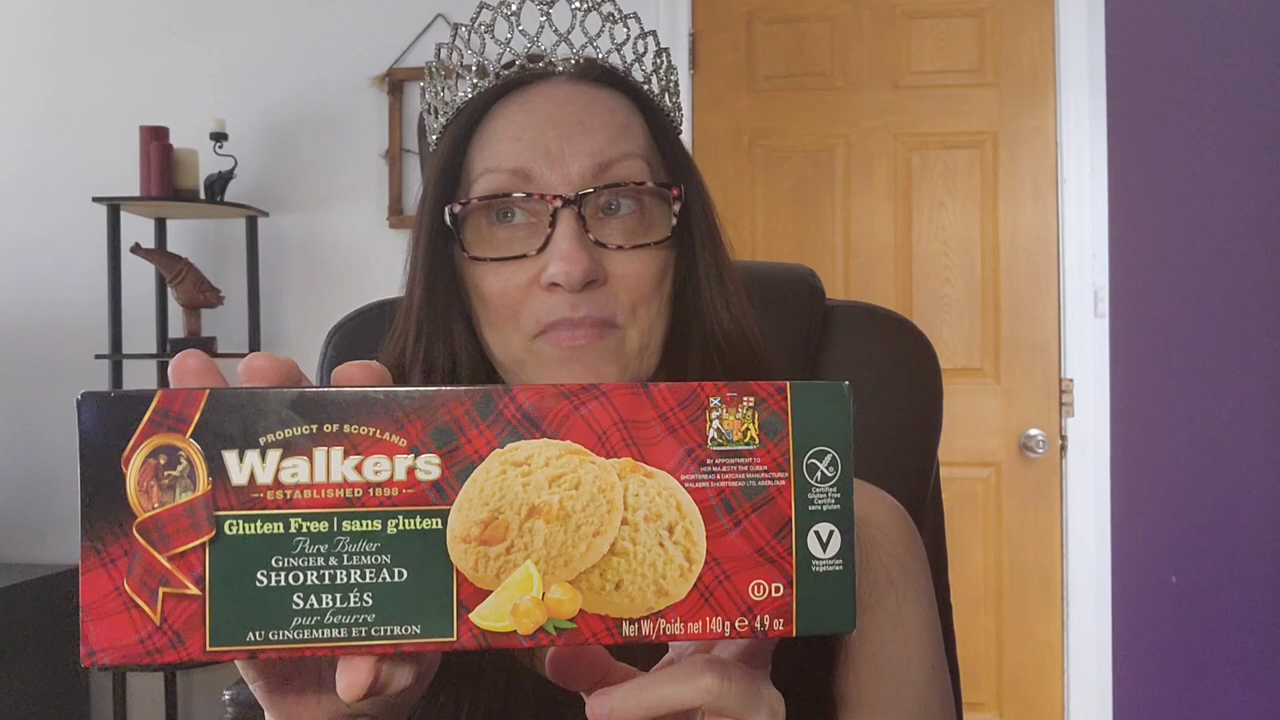 PRODUCT OF SCOTLAND
Walkers
ESTABLISHED 1898
Gluten Free | sans gluten
Pure Butter
GINGER & LEMON
SHORTBREAD
SABLÉS
pur beurre
AU GINGEMBRE ET CITRON
BY APPOINTMENT TO
HER MAJESTY THE QUEEN
SHORTBREAD & OATCAKE MANUFACTURER
WALKERS SHORTBREAD LTD, ABERLOUR
Certified
Gluten Free
Certifié
sans gluten
V
Vegetarian
Végétarien
U D
Net Wt/Poids net 140 g e 4.9 oz